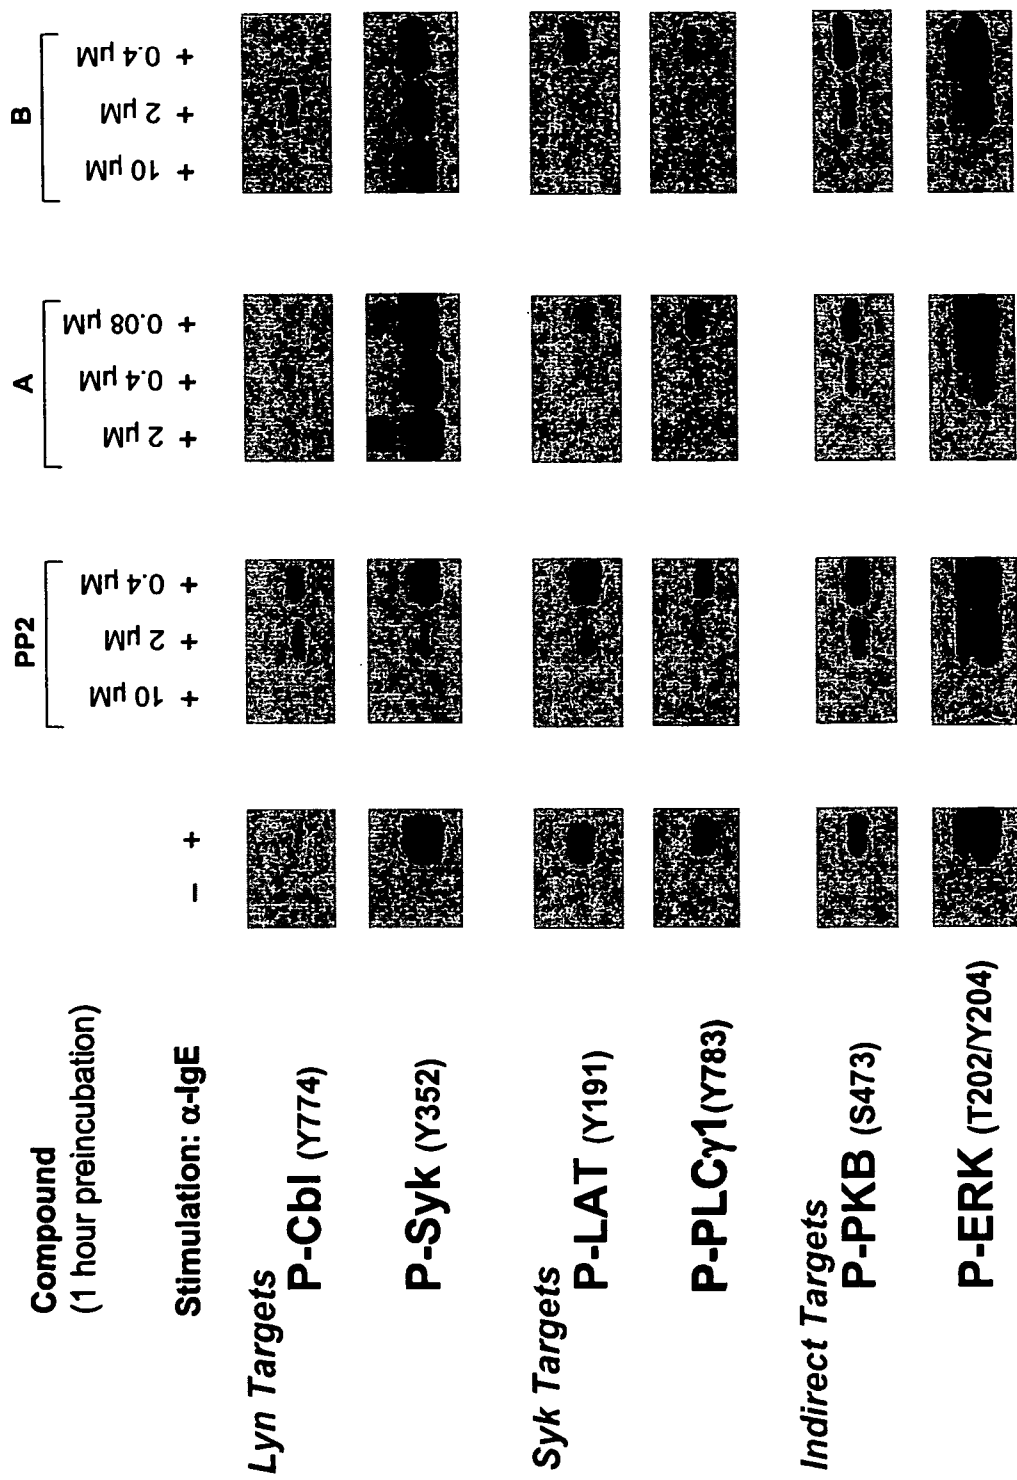 Compound
(1 hour preincubation)
PP2
A
B
10 µM
2 µM
0.4 µM
2 µM
0.4 µM
0.08 µM
10 µM
2 µM
0.4 µM
Stimulation: α-IgE
− + + + + + + + + + +
Lyn Targets
P-Cbl (Y774)
P-Syk (Y352)
Syk Targets
P-LAT (Y191)
P-PLCγ1(Y783)
Indirect Targets
P-PKB (S473)
P-ERK (T202/Y204)